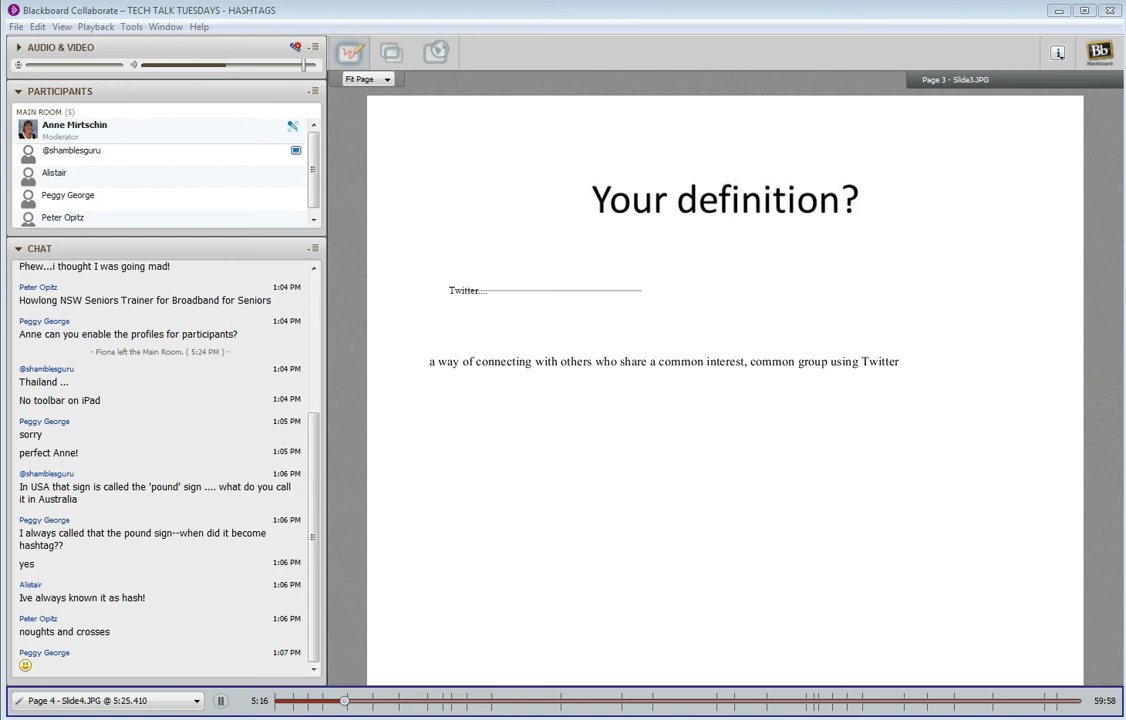 Blackboard Collaborate – TECH TALK TUESDAYS - HASHTAGS
File Edit View Playback Tools Window Help
AUDIO & VIDEO
PARTICIPANTS
MAIN ROOM (5)
Anne Mirtschin
Moderator
@shamblesguru
Alistair
Peggy George
Peter Opitz
CHAT
Phew...i thought I was going mad!
Peter Opitz 1:04 PM
Howlong NSW Seniors Trainer for Broadband for Seniors
Peggy George 1:04 PM
Anne can you enable the profiles for participants?
- Fiona left the Main Room. ( 5:24 PM ) -
@shamblesguru 1:04 PM
Thailand ...
No toolbar on iPad 1:04 PM
Peggy George 1:05 PM
sorry
perfect Anne! 1:05 PM
@shamblesguru 1:06 PM
In USA that sign is called the 'pound' sign .... what do you call
it in Australia
Peggy George 1:06 PM
I always called that the pound sign--when did it become
hashtag??
yes 1:06 PM
Alistair 1:06 PM
Ive always known it as hash!
Peter Opitz 1:06 PM
noughts and crosses
Peggy George 1:07 PM
Fit Page
Bb
Blackboard
Page 3 - Slide3.JPG
Your definition?
Twitter....
a way of connecting with others who share a common interest, common group using Twitter
Page 4 - Slide4.JPG @ 5:25.410
5:16
59:58